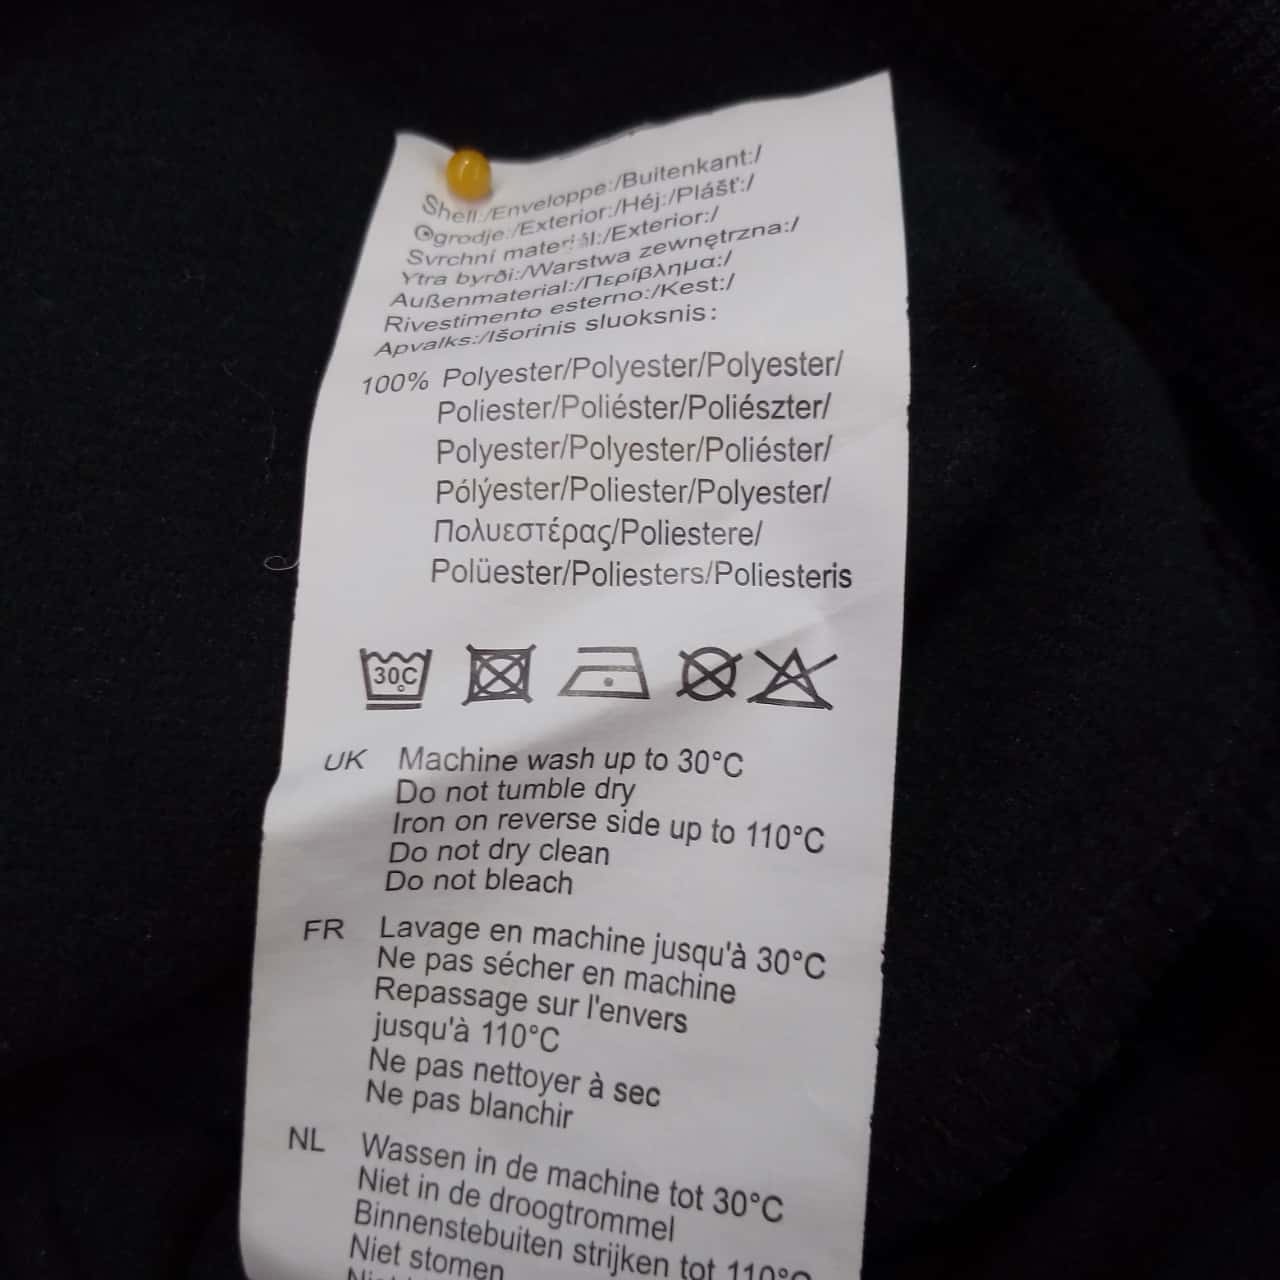 Shell:/Enveloppe:/Buitenkant:/
Ogrodje:/Exterior:/Héj:/Plášť:/
Svrchní materiál:/Exterior:/
Ytra byrði:/Warstwa zewnętrzna:/
Außenmaterial:/Περίβλημα:/
Rivestimento esterno:/Kest:/
Apvalks:/Išorinis sluoksnis:
100% Polyester/Polyester/Polyester/
Poliester/Poliéster/Poliészter/
Polyester/Polyester/Poliéster/
Pólýester/Poliester/Polyester/
Πολυεστέρας/Poliestere/
Polüester/Poliesters/Poliesteris
30C
UK Machine wash up to 30°C
Do not tumble dry
Iron on reverse side up to 110°C
Do not dry clean
Do not bleach
FR Lavage en machine jusqu'à 30°C
Ne pas sécher en machine
Repassage sur l'envers
jusqu'à 110°C
Ne pas nettoyer à sec
Ne pas blanchir
NL Wassen in de machine tot 30°C
Niet in de droogtrommel
Binnenstebuiten strijken tot 110°C
Niet stomen